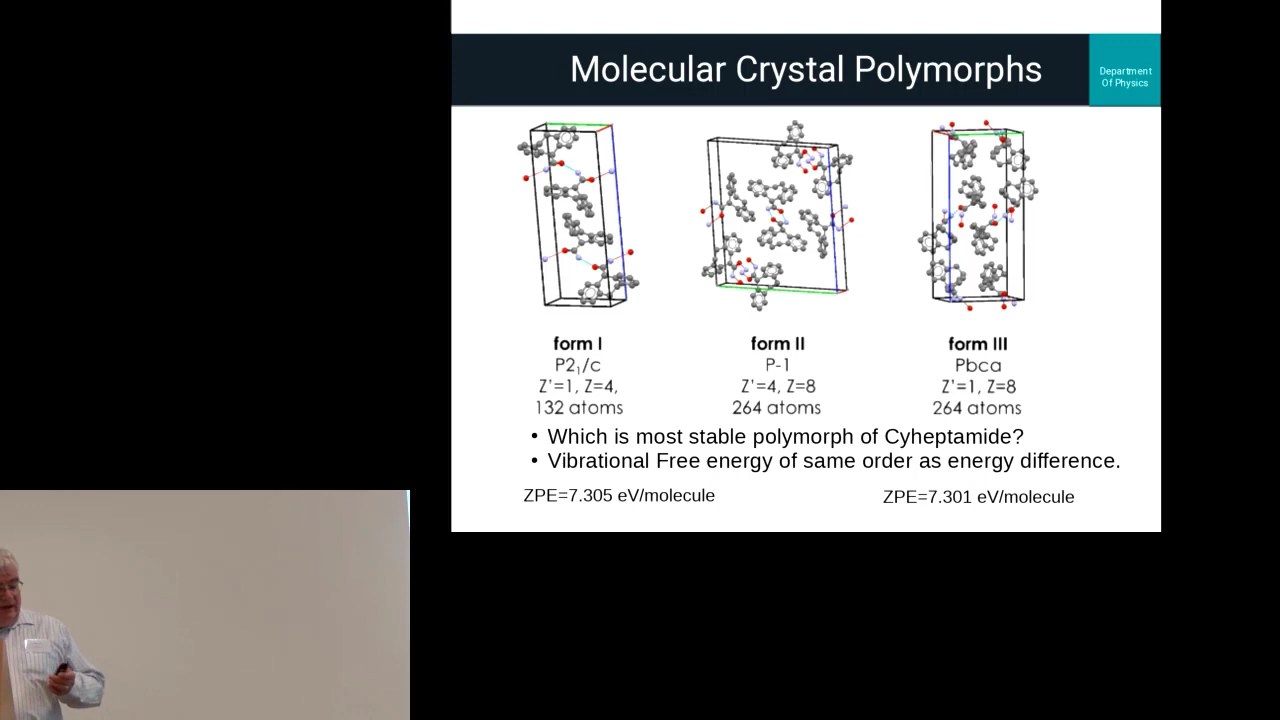 Molecular Crystal Polymorphs
Department
Of Physics
form I
P2₁/c
Z'=1, Z=4,
132 atoms
form II
P-1
Z'=4, Z=8
264 atoms
form III
Pbca
Z'=1, Z=8
264 atoms
• Which is most stable polymorph of Cyheptamide?
• Vibrational Free energy of same order as energy difference.
ZPE=7.305 eV/molecule
ZPE=7.301 eV/molecule